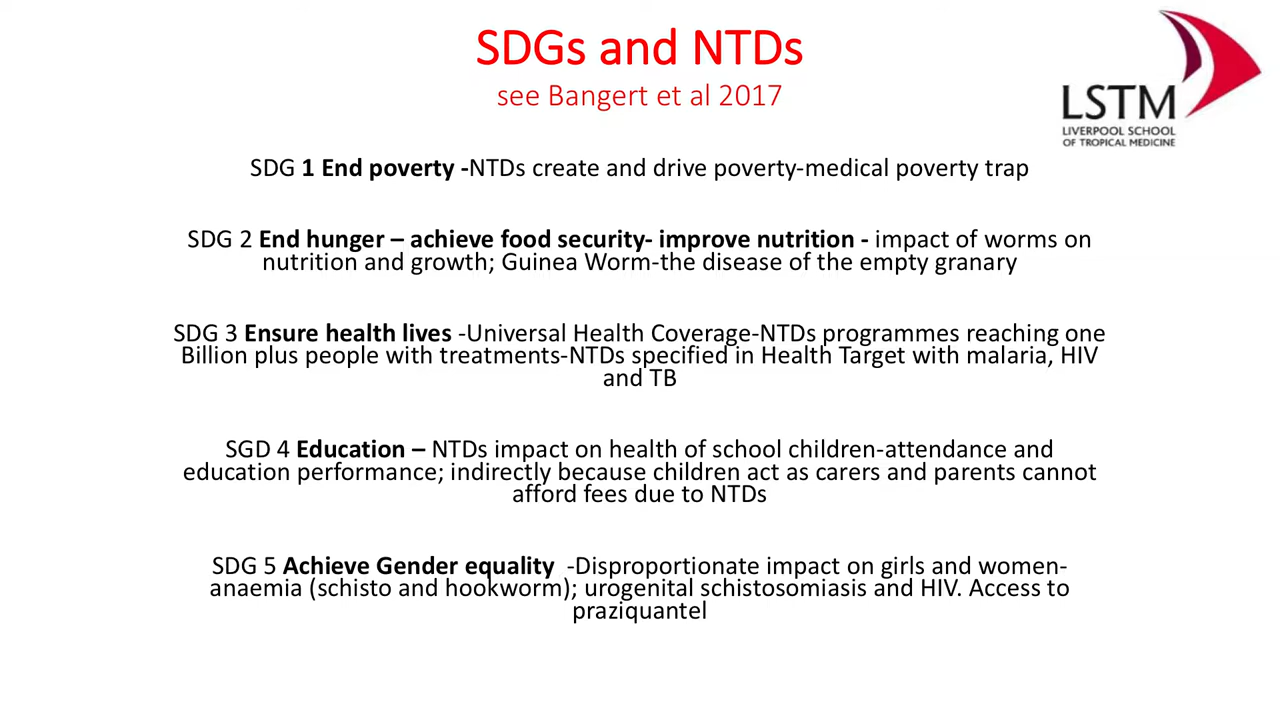 SDGs and NTDs
see Bangert et al 2017
LSTM
LIVERPOOL SCHOOL
OF TROPICAL MEDICINE
SDG 1 End poverty -NTDs create and drive poverty-medical poverty trap
SDG 2 End hunger – achieve food security- improve nutrition - impact of worms on
nutrition and growth; Guinea Worm-the disease of the empty granary
SDG 3 Ensure health lives -Universal Health Coverage-NTDs programmes reaching one
Billion plus people with treatments-NTDs specified in Health Target with malaria, HIV
and TB
SGD 4 Education – NTDs impact on health of school children-attendance and
education performance; indirectly because children act as carers and parents cannot
afford fees due to NTDs
SDG 5 Achieve Gender equality -Disproportionate impact on girls and women-
anaemia (schisto and hookworm); urogenital schistosomiasis and HIV. Access to
praziquantel